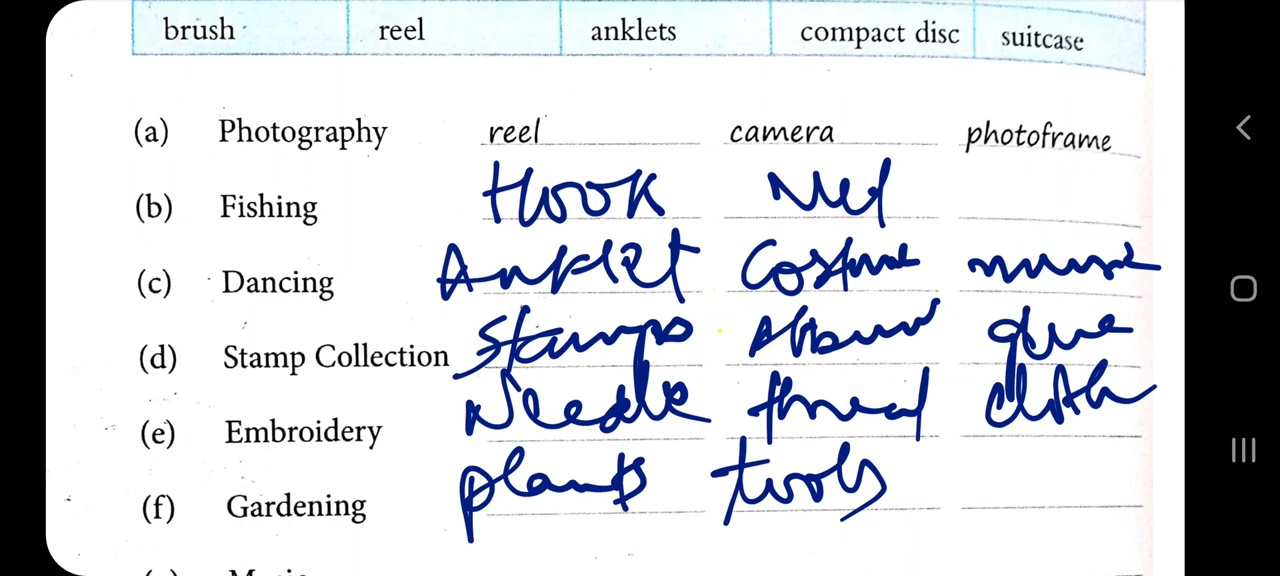 brush reel anklets compact disc suitcase
(a) Photography reel camera photoframe
(b) Fishing Hook Net
(c) Dancing Anklet Costume music
(d) Stamp Collection Stamps Album glue
(e) Embroidery Needle thread cloth
(f) Gardening plants tools